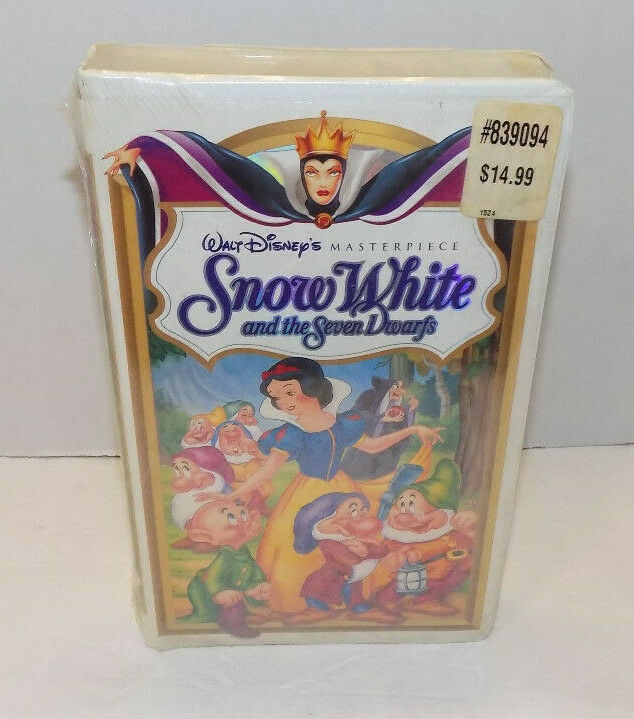 #839094
$14.99
1524
WALT DISNEY'S MASTERPIECE
Snow White
and the Seven Dwarfs